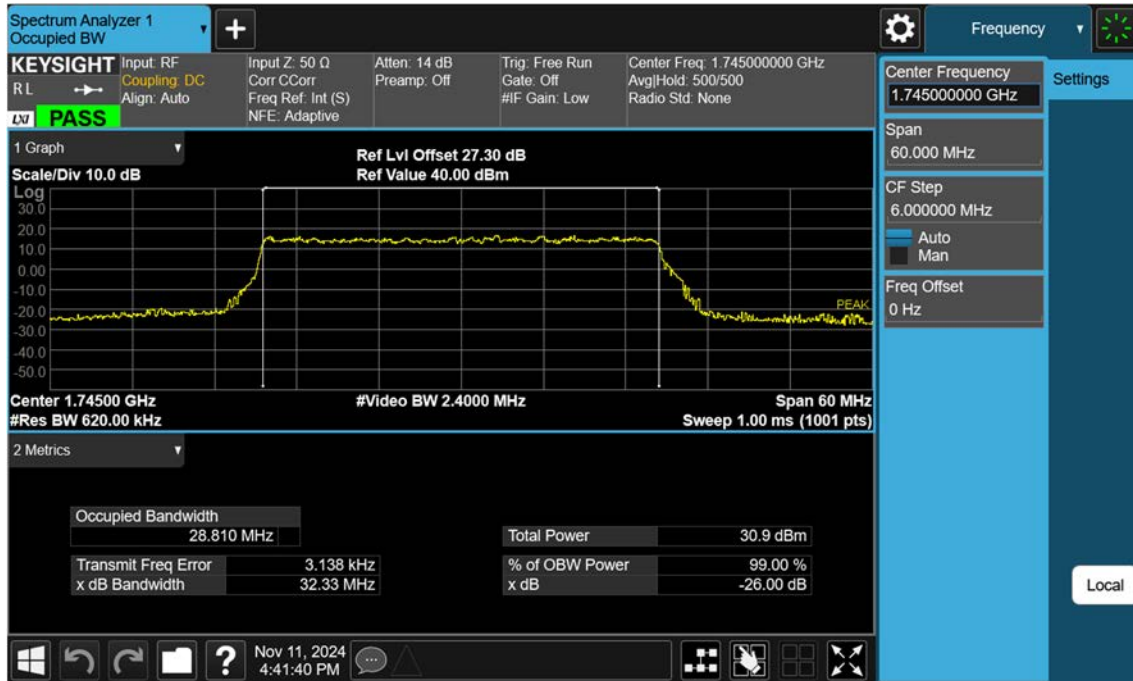 Spectrum Analyzer 1
Occupied BW
Frequency
KEYSIGHT
RL
LXI PASS
Input: RF
Coupling: DC
Align: Auto
Input Z: 50 Ω
Corr CCorr
Freq Ref: Int (S)
NFE: Adaptive
Atten: 14 dB
Preamp: Off
Trig: Free Run
Gate: Off
#IF Gain: Low
Center Freq: 1.745000000 GHz
Avg|Hold: 500/500
Radio Std: None
1 Graph
Scale/Div 10.0 dB
Ref Lvl Offset 27.30 dB
Ref Value 40.00 dBm
Log
30.0
20.0
10.0
0.00
-10.0
-20.0
-30.0
-40.0
-50.0
PEAK
Center 1.74500 GHz
#Video BW 2.4000 MHz
Span 60 MHz
#Res BW 620.00 kHz
Sweep 1.00 ms (1001 pts)
2 Metrics
Occupied Bandwidth
28.810 MHz
Total Power 30.9 dBm
Transmit Freq Error 3.138 kHz
% of OBW Power 99.00 %
x dB Bandwidth 32.33 MHz
x dB -26.00 dB
Center Frequency
1.745000000 GHz
Settings
Span
60.000 MHz
CF Step
6.000000 MHz
Auto
Man
Freq Offset
0 Hz
Local
?
Nov 11, 2024
4:41:40 PM